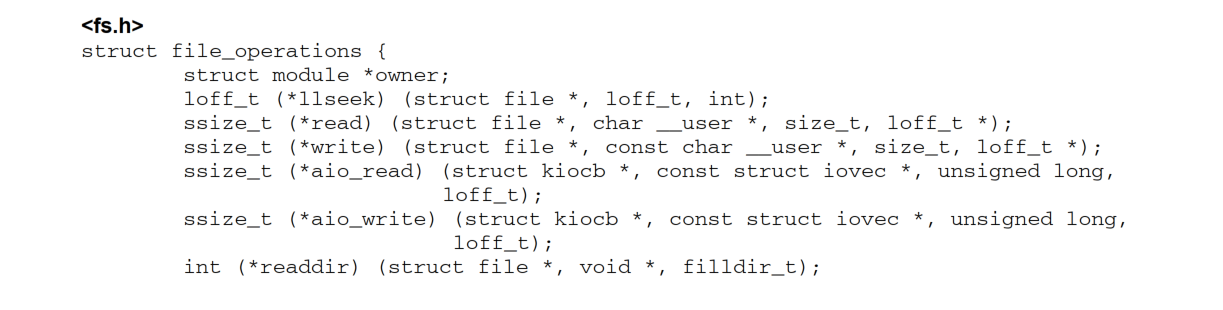 <fs.h>
struct file_operations {
struct module *owner;
loff_t (*llseek) (struct file *, loff_t, int);
ssize_t (*read) (struct file *, char __user *, size_t, loff_t *);
ssize_t (*write) (struct file *, const char __user *, size_t, loff_t *);
ssize_t (*aio_read) (struct kiocb *, const struct iovec *, unsigned long,
loff_t);
ssize_t (*aio_write) (struct kiocb *, const struct iovec *, unsigned long,
loff_t);
int (*readdir) (struct file *, void *, filldir_t);